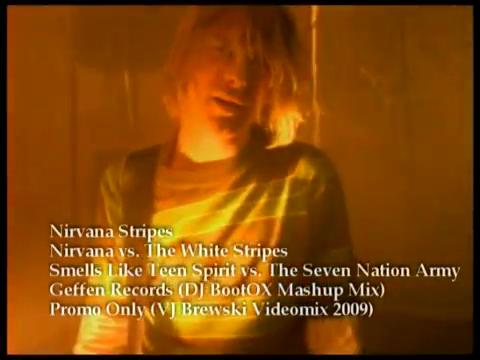 Nirvana Stripes
Nirvana vs. The White Stripes
Smells Like Teen Spirit vs. The Seven Nation Army
Geffen Records (DJ BootOX Mashup Mix)
Promo Only (VJ Brewski Videomix 2009)